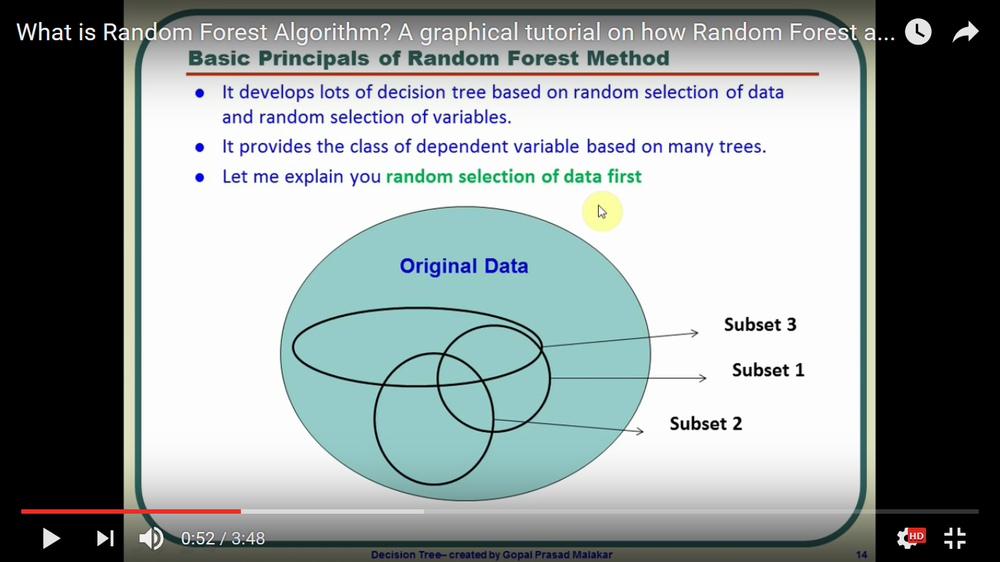 What is Random Forest Algorithm? A graphical tutorial on how Random Forest a...
Basic Principals of Random Forest Method
It develops lots of decision tree based on random selection of data
and random selection of variables.
It provides the class of dependent variable based on many trees.
Let me explain you random selection of data first
Original Data
Subset 3
Subset 1
Subset 2
0:52 / 3:48
HD
Decision Tree– created by Gopal Prasad Malakar
14